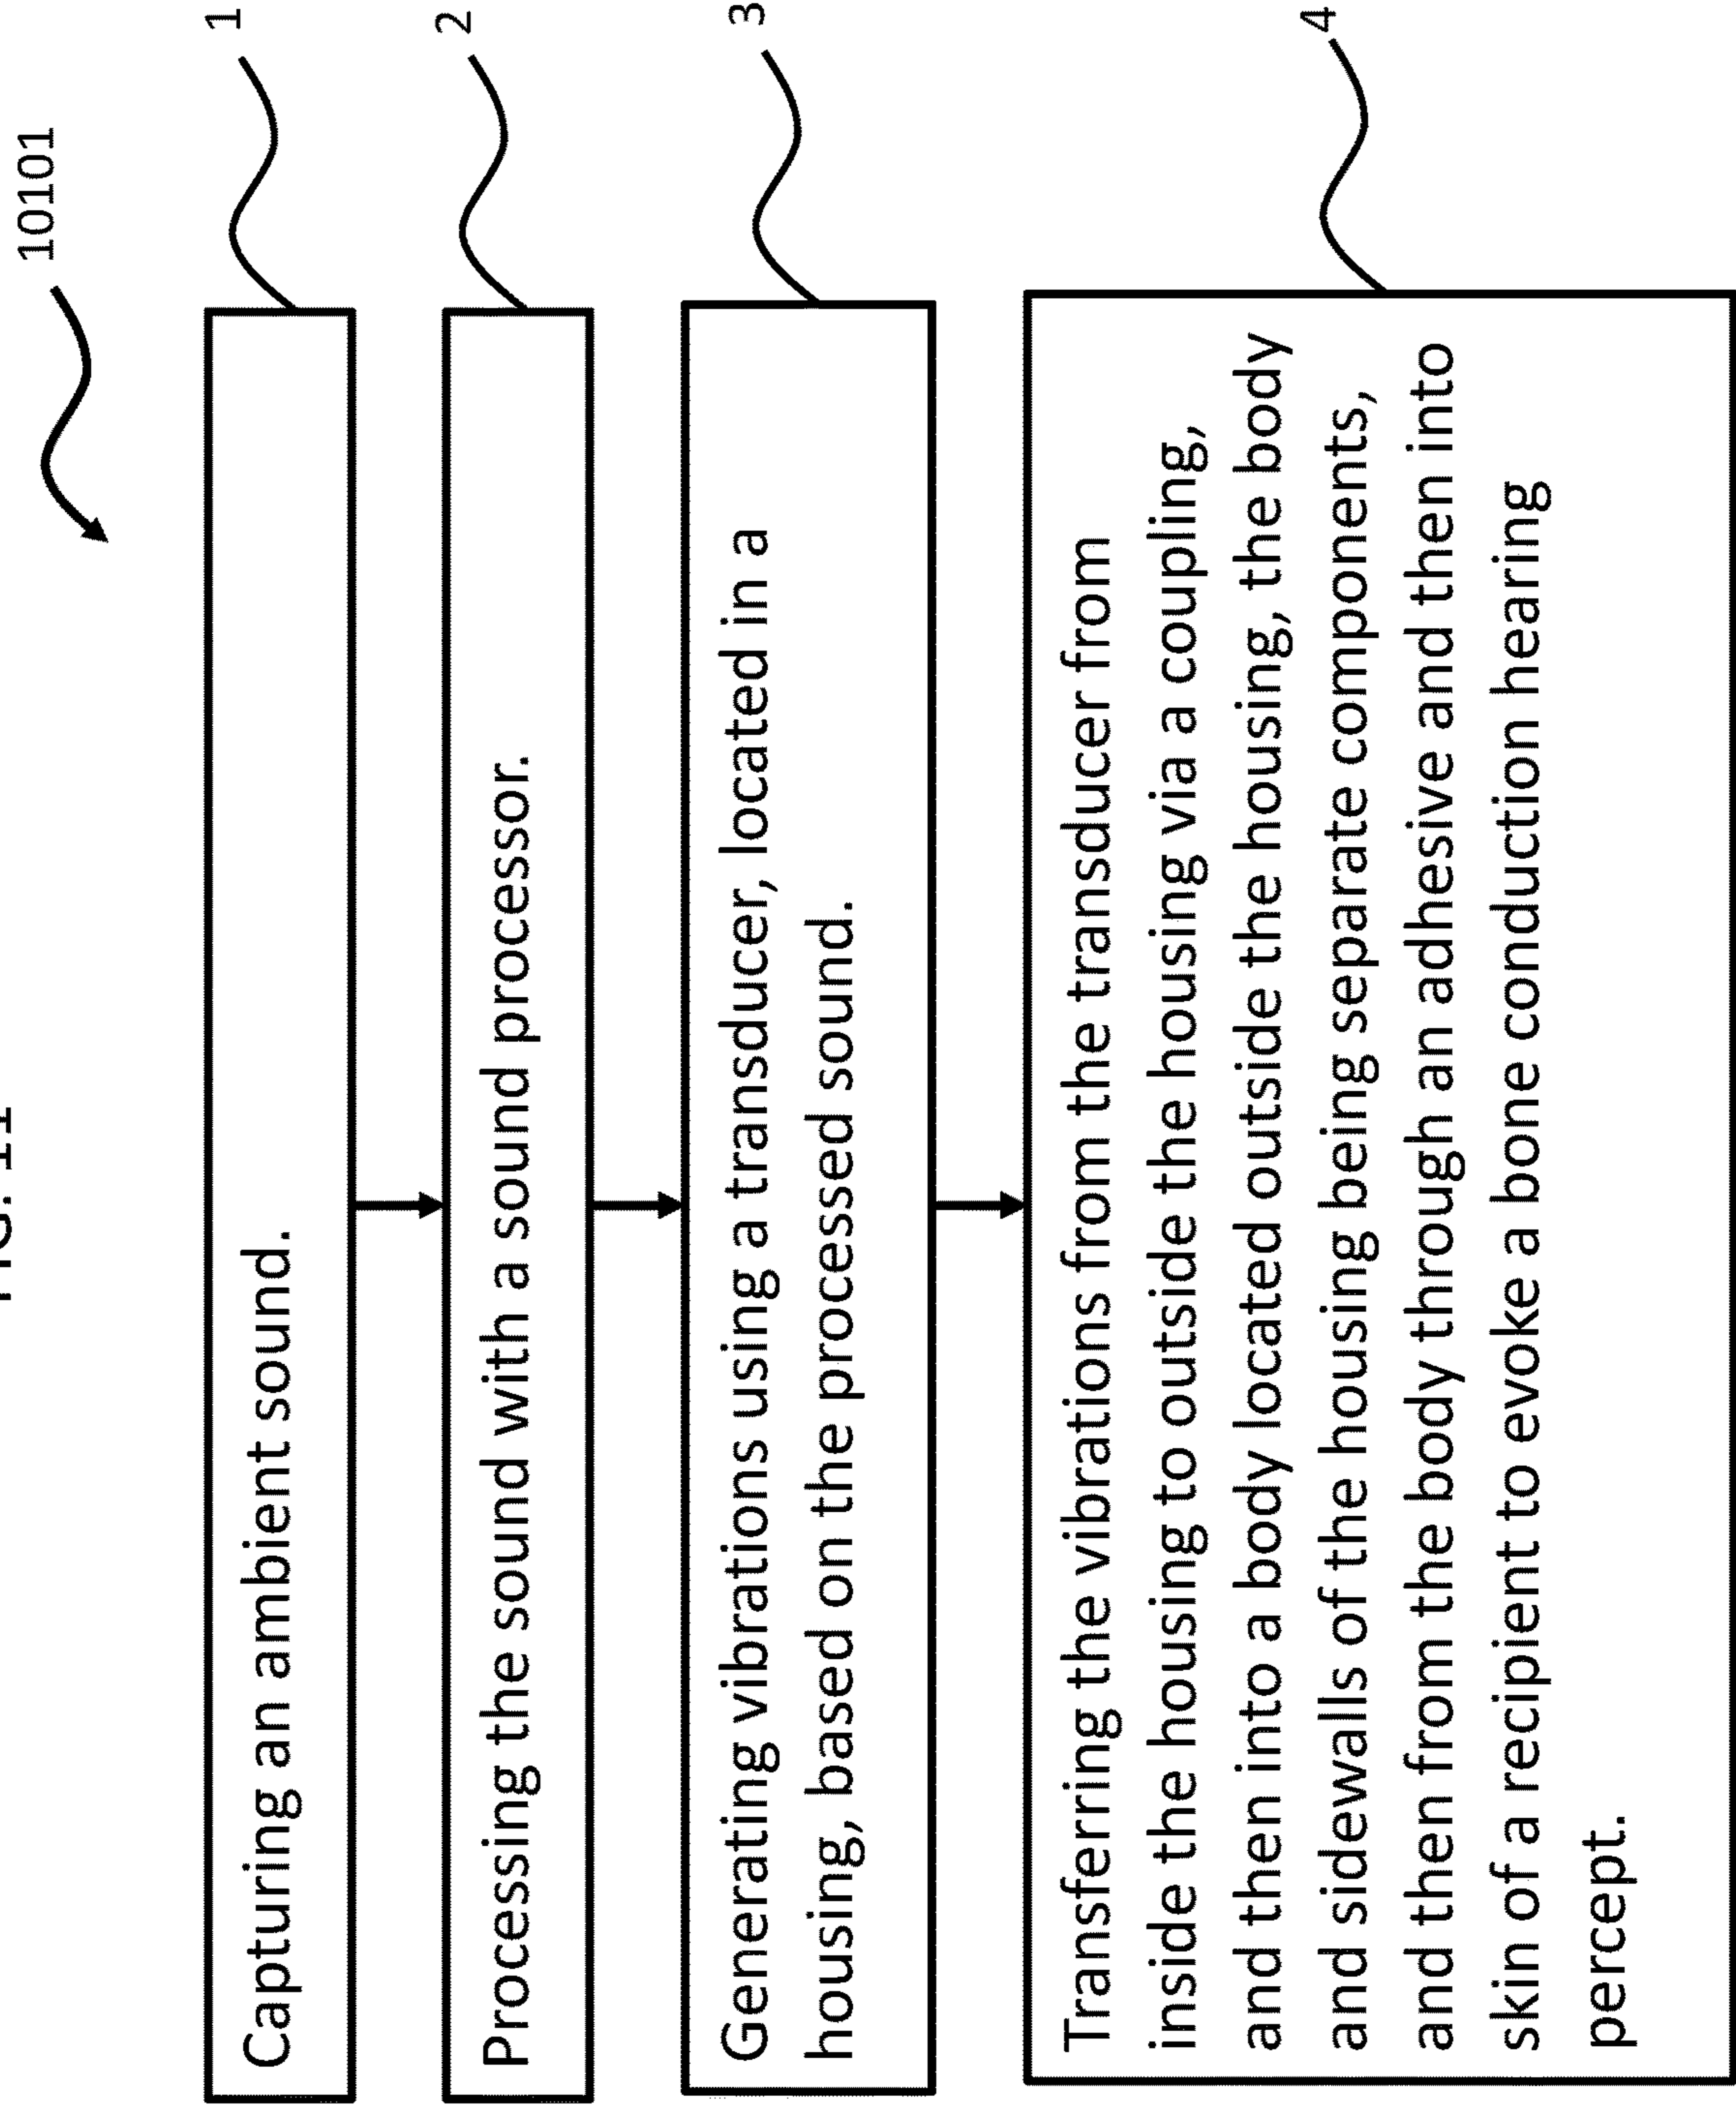 FIG. 11
10101
Capturing an ambient sound.
1
Processing the sound with a sound processor.
2
Generating vibrations using a transducer, located in a
housing, based on the processed sound.
3
Transferring the vibrations from the transducer from
inside the housing to outside the housing via a coupling,
and then into a body located outside the housing, the body
and sidewalls of the housing being separate components,
and then from the body through an adhesive and then into
skin of a recipient to evoke a bone conduction hearing
percept.
4